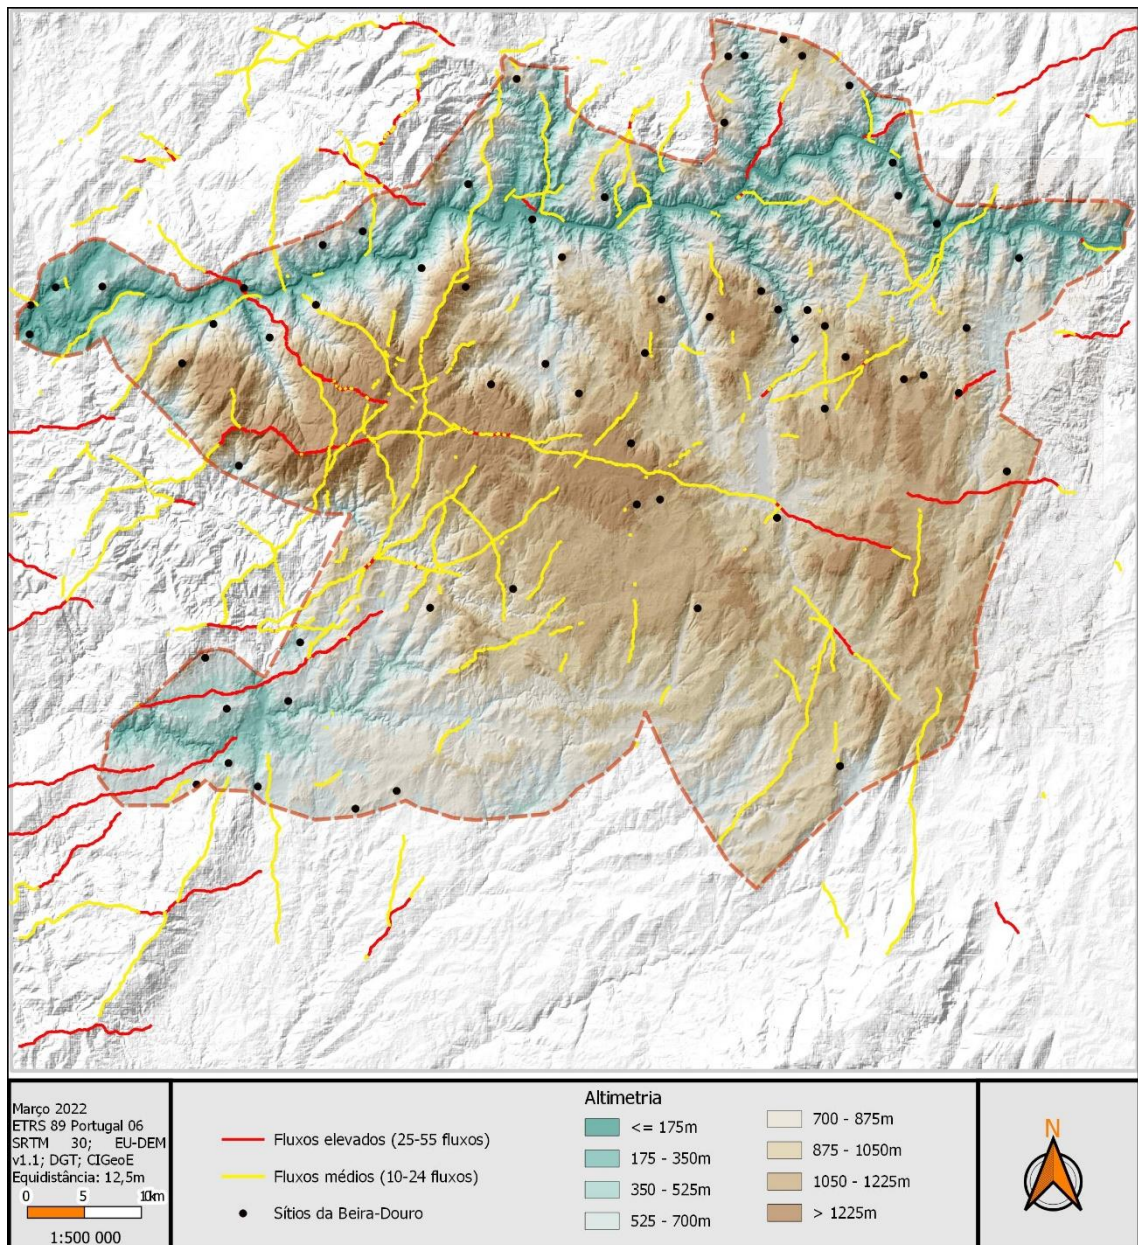 Março 2022
ETRS 89 Portugal 06
SRTM 30; EU-DEM
v1.1; DGT; CIGeoE
Equidistância: 12,5m
0 5 10km
1:500 000
Fluxos elevados (25-55 fluxos)
Fluxos médios (10-24 fluxos)
Sítios da Beira-Douro
Altimetria
<= 175m
175 - 350m
350 - 525m
525 - 700m
700 - 875m
875 - 1050m
1050 - 1225m
> 1225m
N